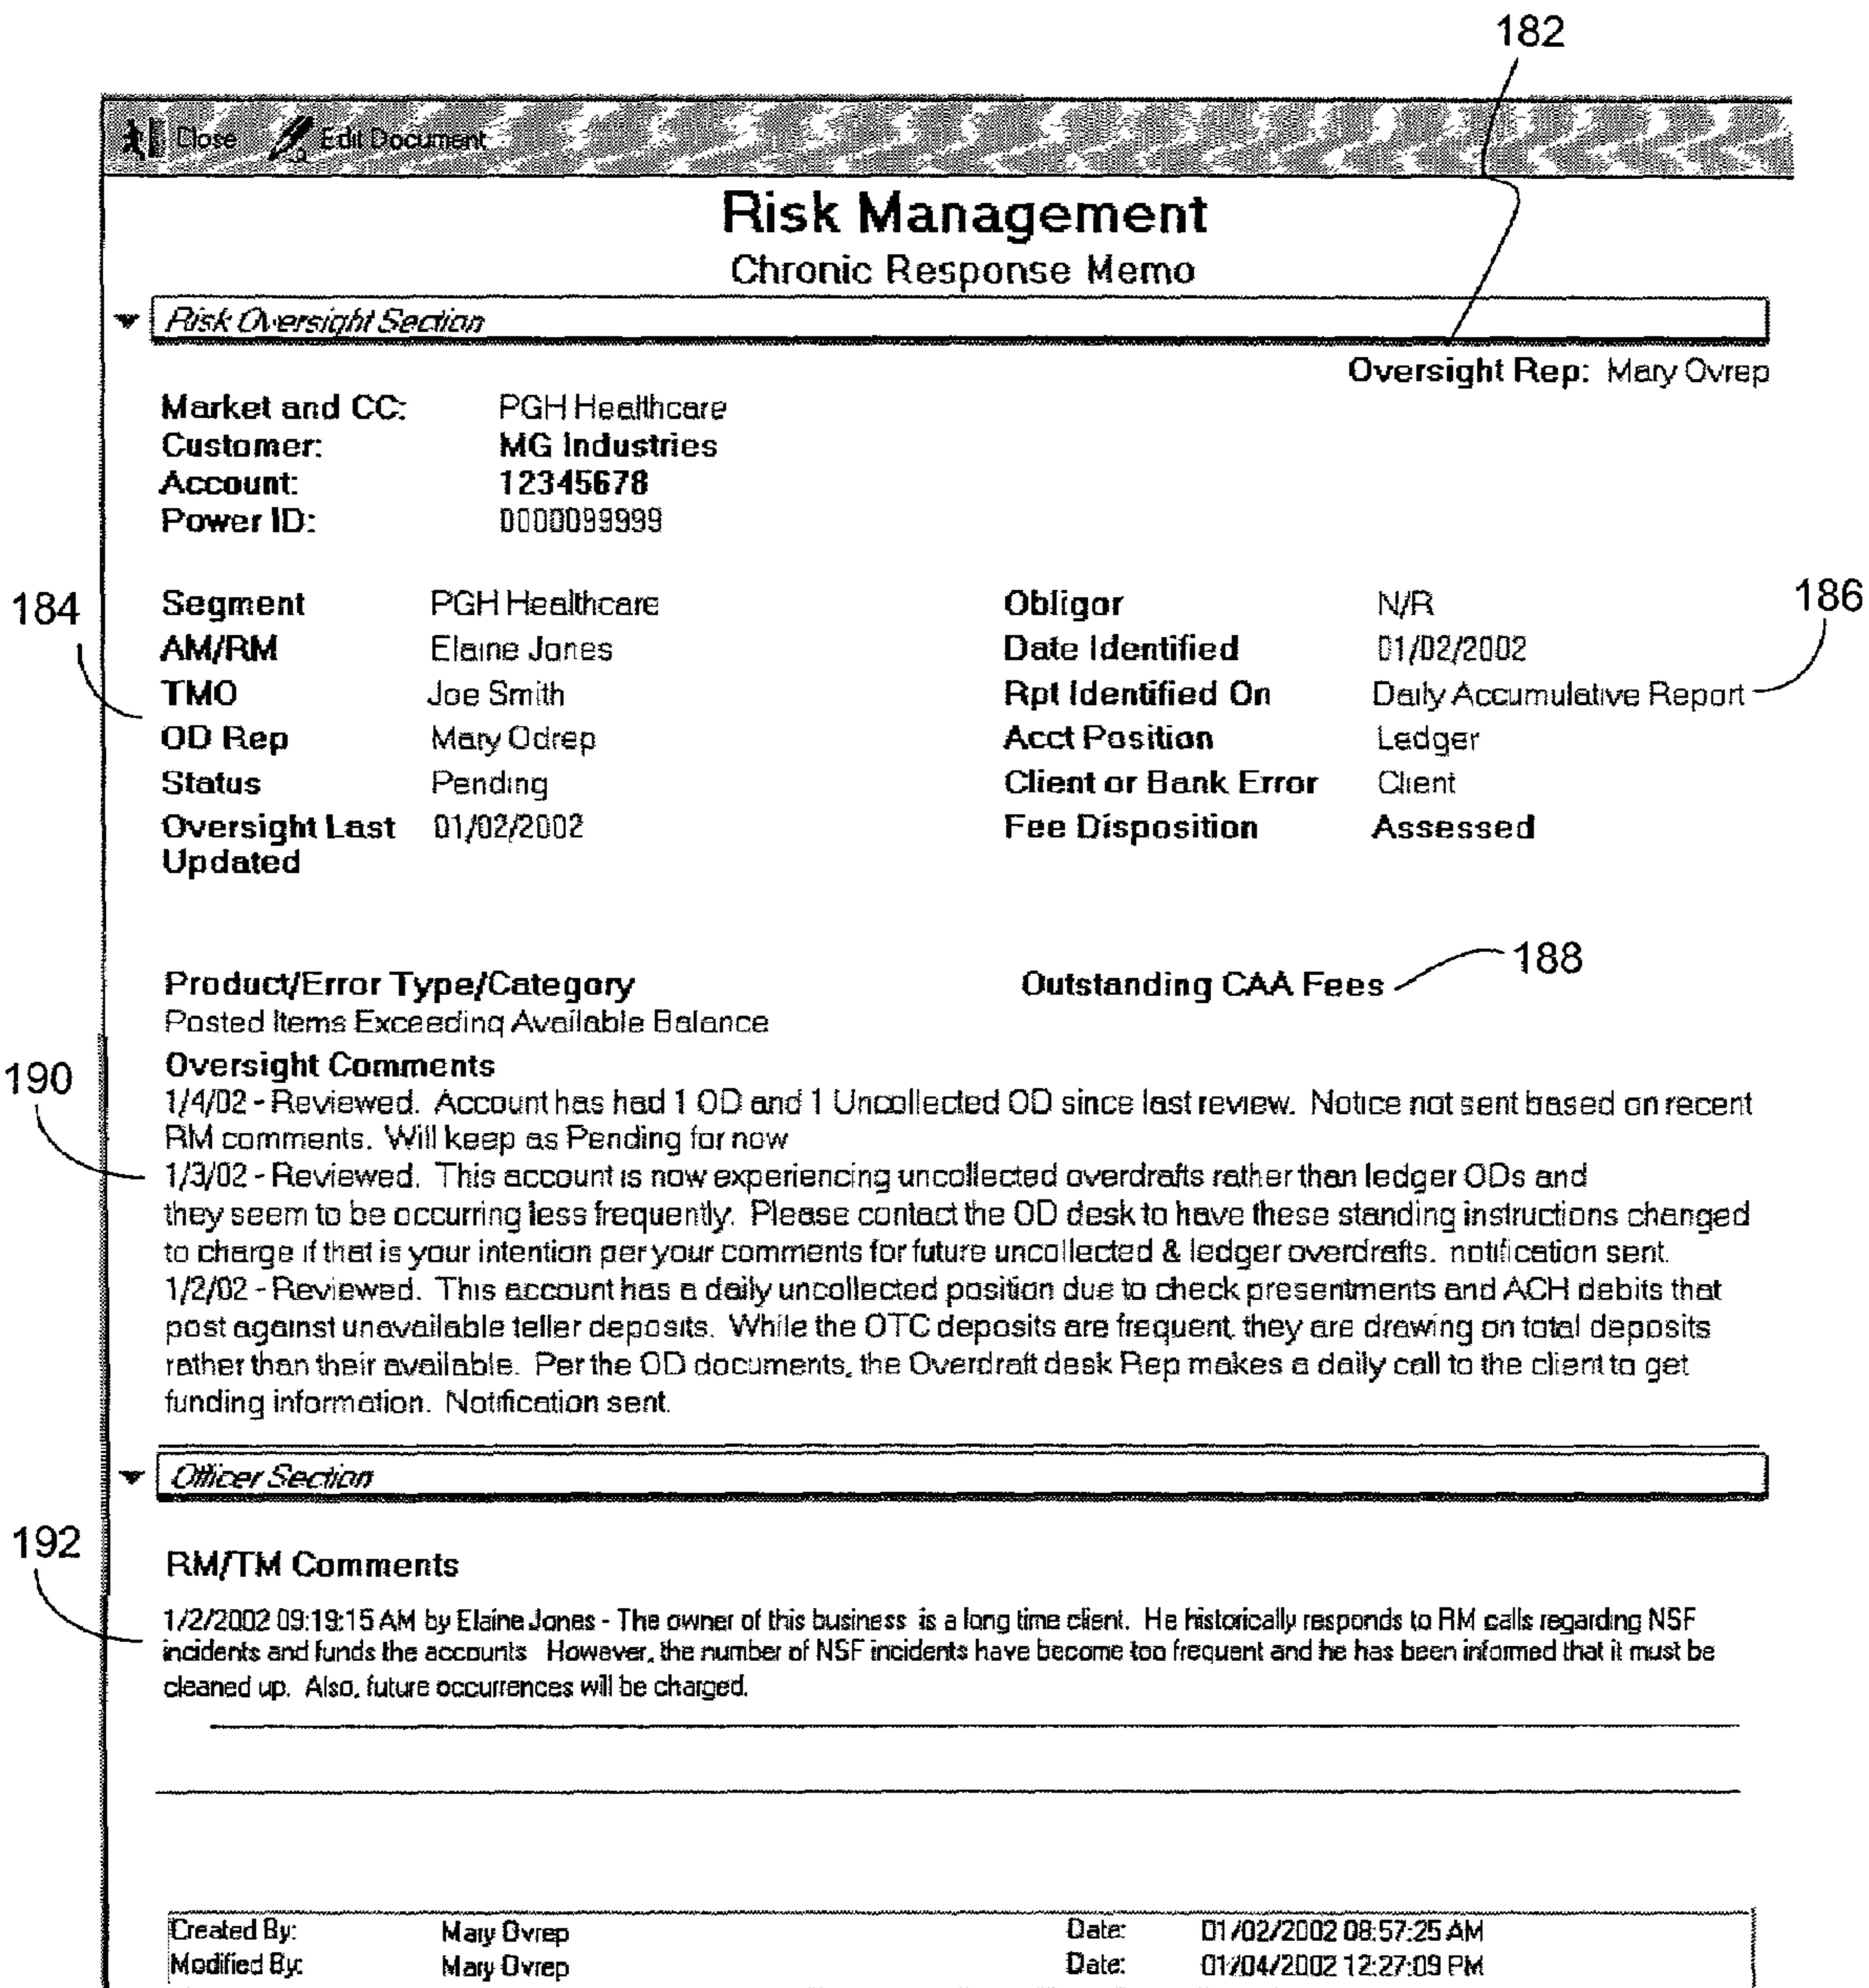 182
Close Edit Document
Risk Management
Chronic Response Memo
Risk Oversight Section
Oversight Rep: Mary Ovrep
Market and CC: PGH Healthcare
Customer: MG Industries
Account: 12345678
Power ID: 0000099999
184
186
Segment PGH Healthcare Obligor N/R
AM/RM Elaine Jones Date Identified 01/02/2002
TMO Joe Smith Rpt Identified On Daily Accumulative Report
OD Rep Mary Odrep Acct Position Ledger
Status Pending Client or Bank Error Client
Oversight Last 01/02/2002 Fee Disposition Assessed
Updated
188
Product/Error Type/Category Outstanding CAA Fees
Posted Items Exceeding Available Balance
190
Oversight Comments
1/4/02 - Reviewed. Account has had 1 OD and 1 Uncollected OD since last review. Notice not sent based on recent
RM comments. Will keep as Pending for now
1/3/02 - Reviewed. This account is now experiencing uncollected overdrafts rather than ledger ODs and
they seem to be occurring less frequently. Please contact the OD desk to have these standing instructions changed
to charge if that is your intention per your comments for future uncollected & ledger overdrafts. notification sent.
1/2/02 - Reviewed. This account has a daily uncollected position due to check presentments and ACH debits that
post against unavailable teller deposits. While the OTC deposits are frequent, they are drawing on total deposits
rather than their available. Per the OD documents, the Overdraft desk Rep makes a daily call to the client to get
funding information. Notification sent.
Officer Section
192
RM/TM Comments
1/2/2002 09:19:15 AM by Elaine Jones - The owner of this business is a long time client. He historically responds to RM calls regarding NSF
incidents and funds the accounts However, the number of NSF incidents have become too frequent and he has been informed that it must be
cleaned up. Also, future occurrences will be charged.
Created By: Mary Ovrep Date: 01/02/2002 08:57:25 AM
Modified By: Mary Ovrep Date: 01/04/2002 12:27:09 PM